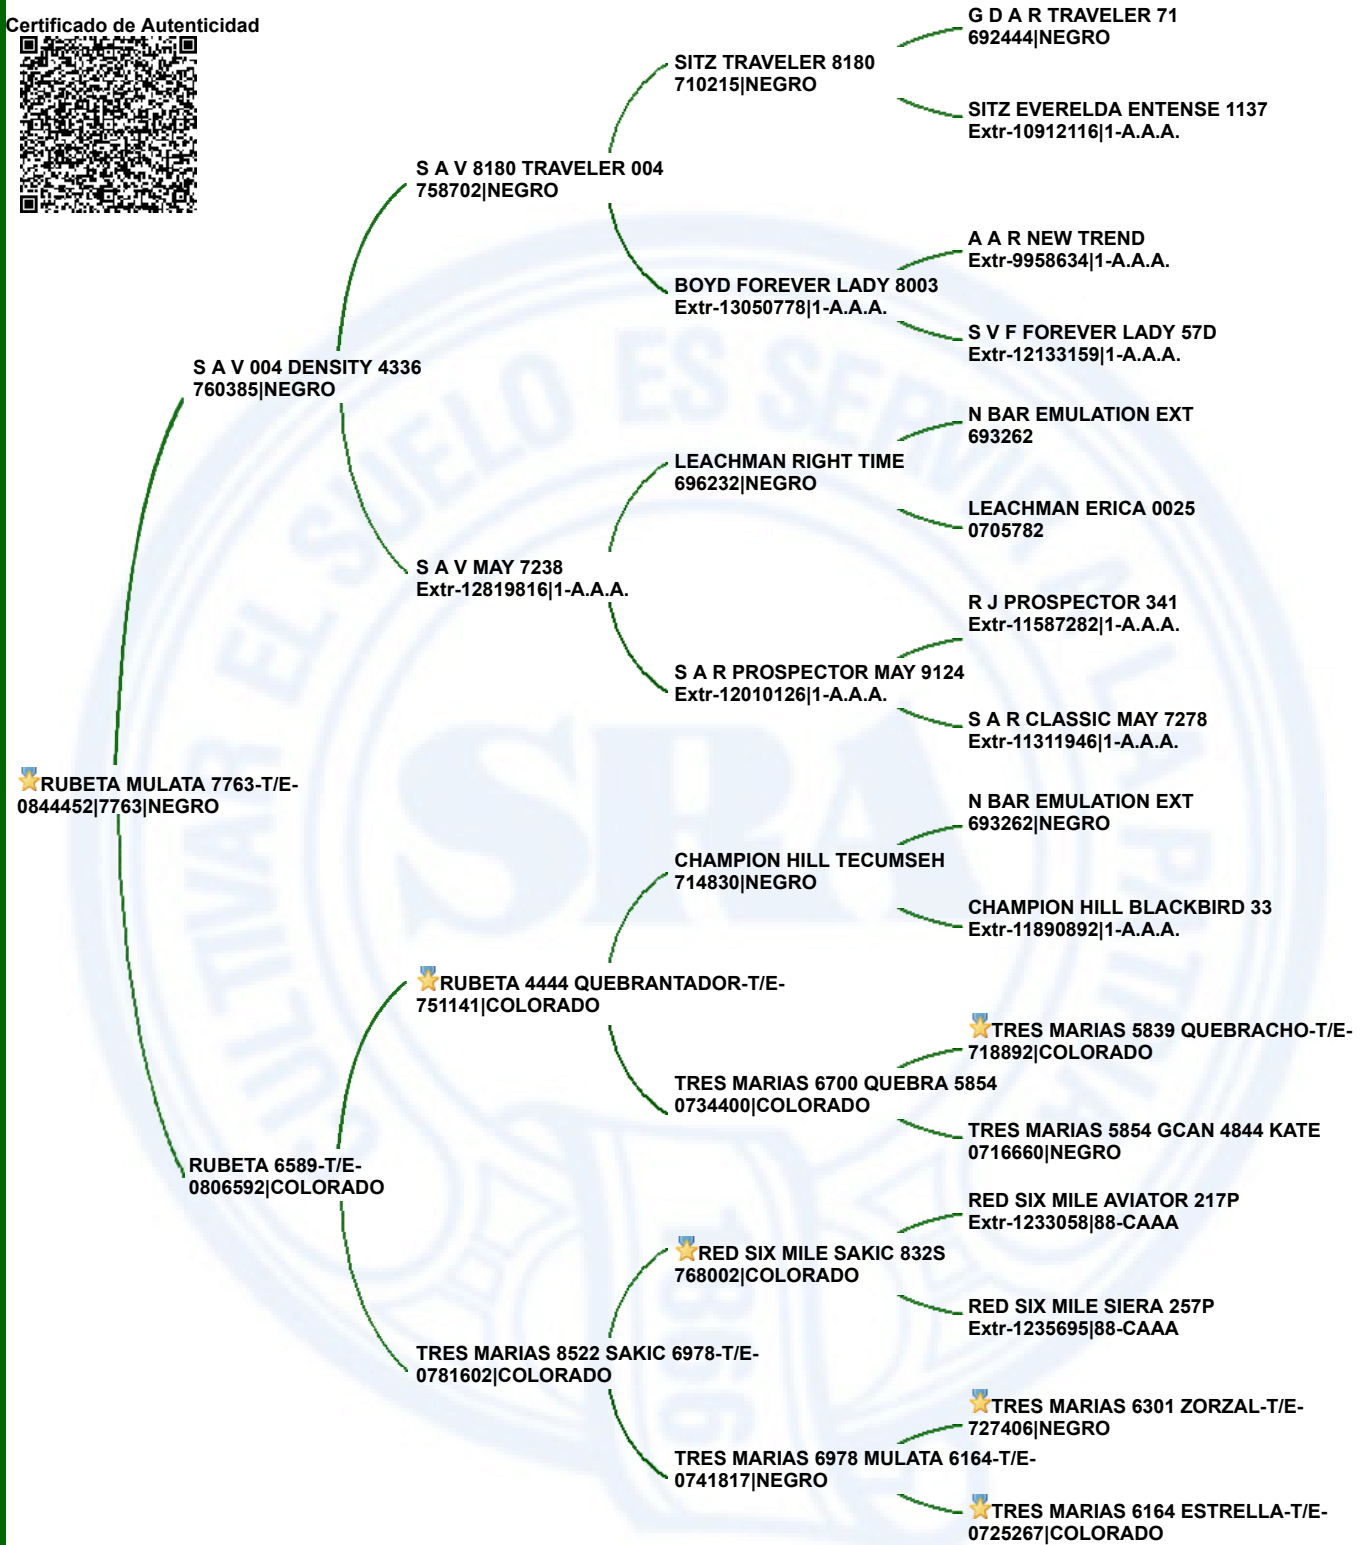 Certificado de Autenticidad
G D A R TRAVELER 71
692444|NEGRO
SITZ TRAVELER 8180
710215|NEGRO
SITZ EVERELDA ENTENSE 1137
Extr-10912116|1-A.A.A.
S A V 8180 TRAVELER 004
758702|NEGRO
A A R NEW TREND
Extr-9958634|1-A.A.A.
BOYD FOREVER LADY 8003
Extr-13050778|1-A.A.A.
S V F FOREVER LADY 57D
Extr-12133159|1-A.A.A.
S A V 004 DENSITY 4336
760385|NEGRO
N BAR EMULATION EXT
693262
LEACHMAN RIGHT TIME
696232|NEGRO
LEACHMAN ERICA 0025
0705782
S A V MAY 7238
Extr-12819816|1-A.A.A.
R J PROSPECTOR 341
Extr-11587282|1-A.A.A.
S A R PROSPECTOR MAY 9124
Extr-12010126|1-A.A.A.
S A R CLASSIC MAY 7278
Extr-11311946|1-A.A.A.
RUBETA MULATA 7763-T/E-
0844452|7763|NEGRO
N BAR EMULATION EXT
693262|NEGRO
CHAMPION HILL TECUMSEH
714830|NEGRO
CHAMPION HILL BLACKBIRD 33
Extr-11890892|1-A.A.A.
RUBETA 4444 QUEBRANTADOR-T/E-
751141|COLORADO
TRES MARIAS 5839 QUEBRACHO-T/E-
718892|COLORADO
TRES MARIAS 6700 QUEBRA 5854
0734400|COLORADO
TRES MARIAS 5854 GCAN 4844 KATE
0716660|NEGRO
RUBETA 6589-T/E-
0806592|COLORADO
RED SIX MILE AVIATOR 217P
Extr-1233058|88-CAAA
RED SIX MILE SAKIC 832S
768002|COLORADO
RED SIX MILE SIERA 257P
Extr-1235695|88-CAAA
TRES MARIAS 8522 SAKIC 6978-T/E-
0781602|COLORADO
TRES MARIAS 6301 ZORZAL-T/E-
727406|NEGRO
TRES MARIAS 6978 MULATA 6164-T/E-
0741817|NEGRO
TRES MARIAS 6164 ESTRELLA-T/E-
0725267|COLORADO
CULTIVAR EL SUELO ES SERVIR A LA PATRIA
SRA
1866